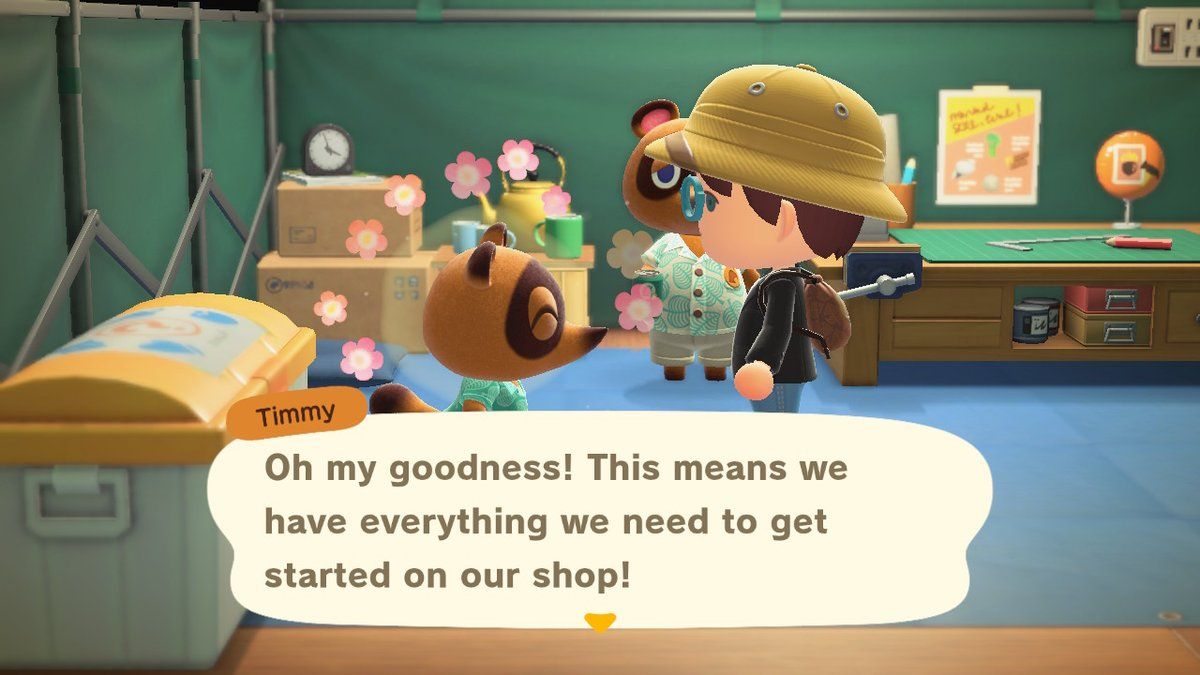 Timmy
Oh my goodness! This means we
have everything we need to get
started on our shop!